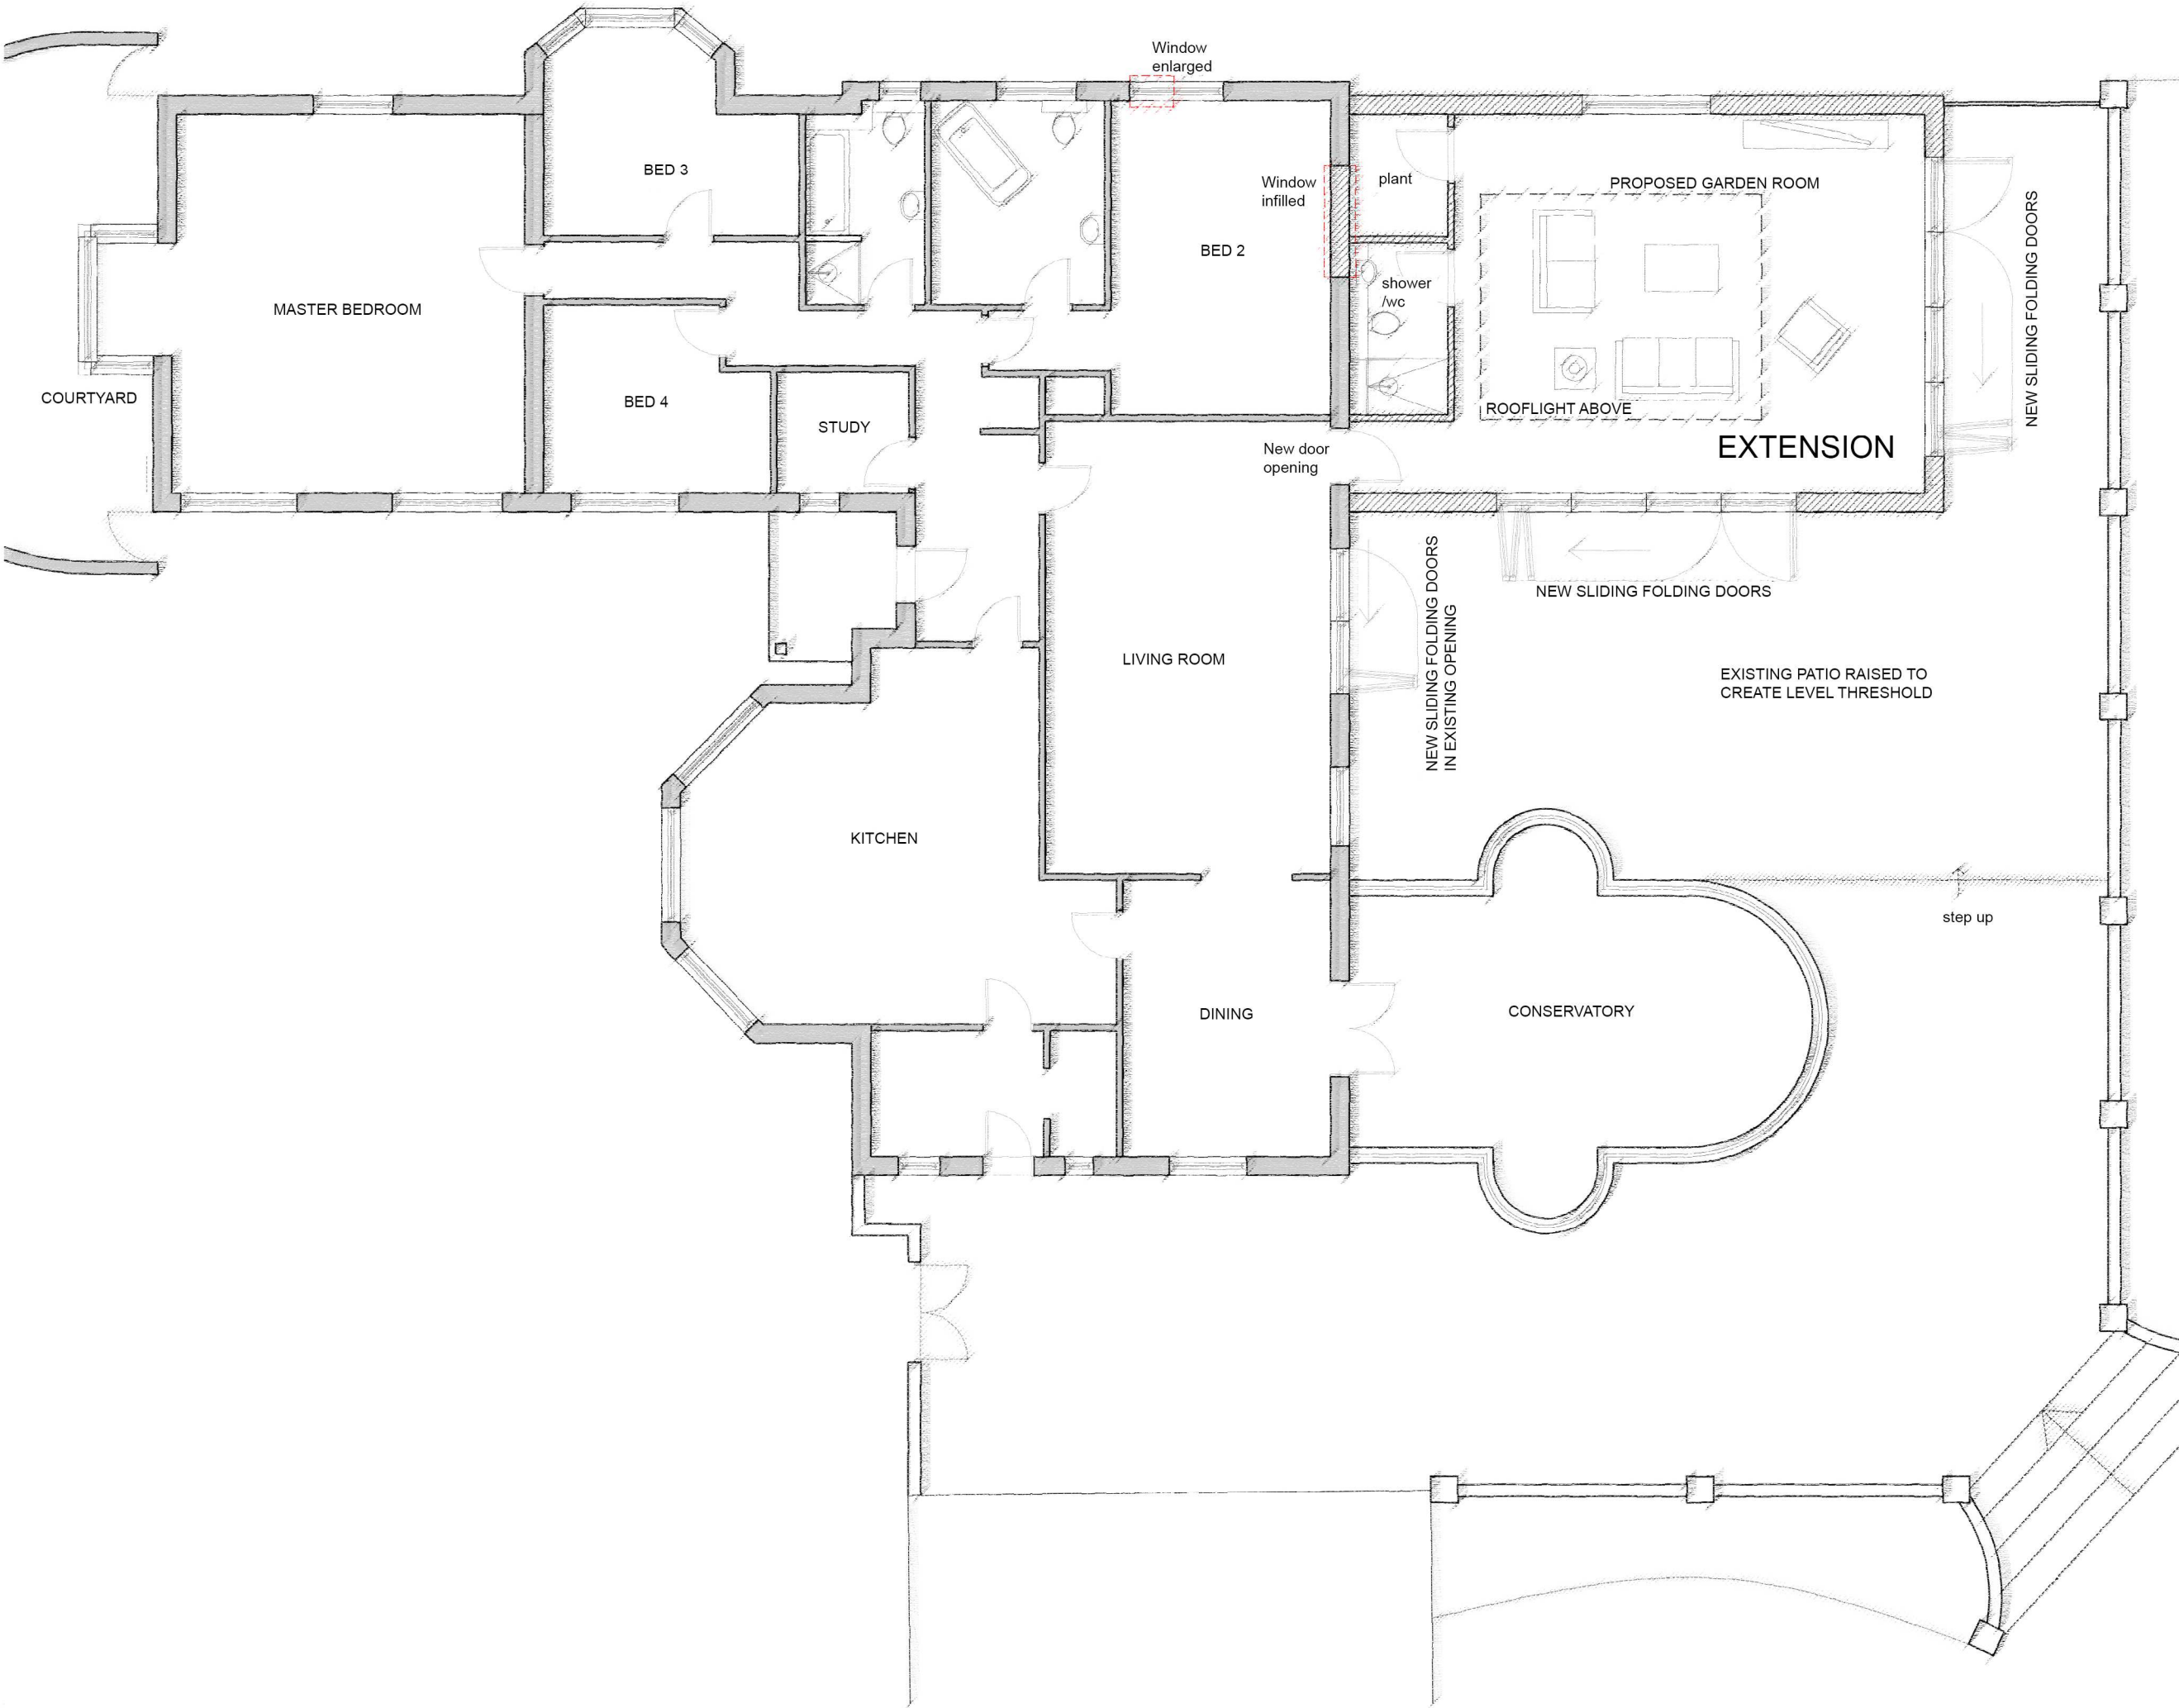 Window
enlarged
BED 3
Window
infilled
plant
PROPOSED GARDEN ROOM
BED 2
NEW SLIDING FOLDING DOORS
shower
/wc
MASTER BEDROOM
COURTYARD
BED 4
STUDY
ROOFLIGHT ABOVE
EXTENSION
New door
opening
NEW SLIDING FOLDING DOORS
IN EXISTING OPENING
NEW SLIDING FOLDING DOORS
LIVING ROOM
EXISTING PATIO RAISED TO
CREATE LEVEL THRESHOLD
KITCHEN
step up
DINING
CONSERVATORY